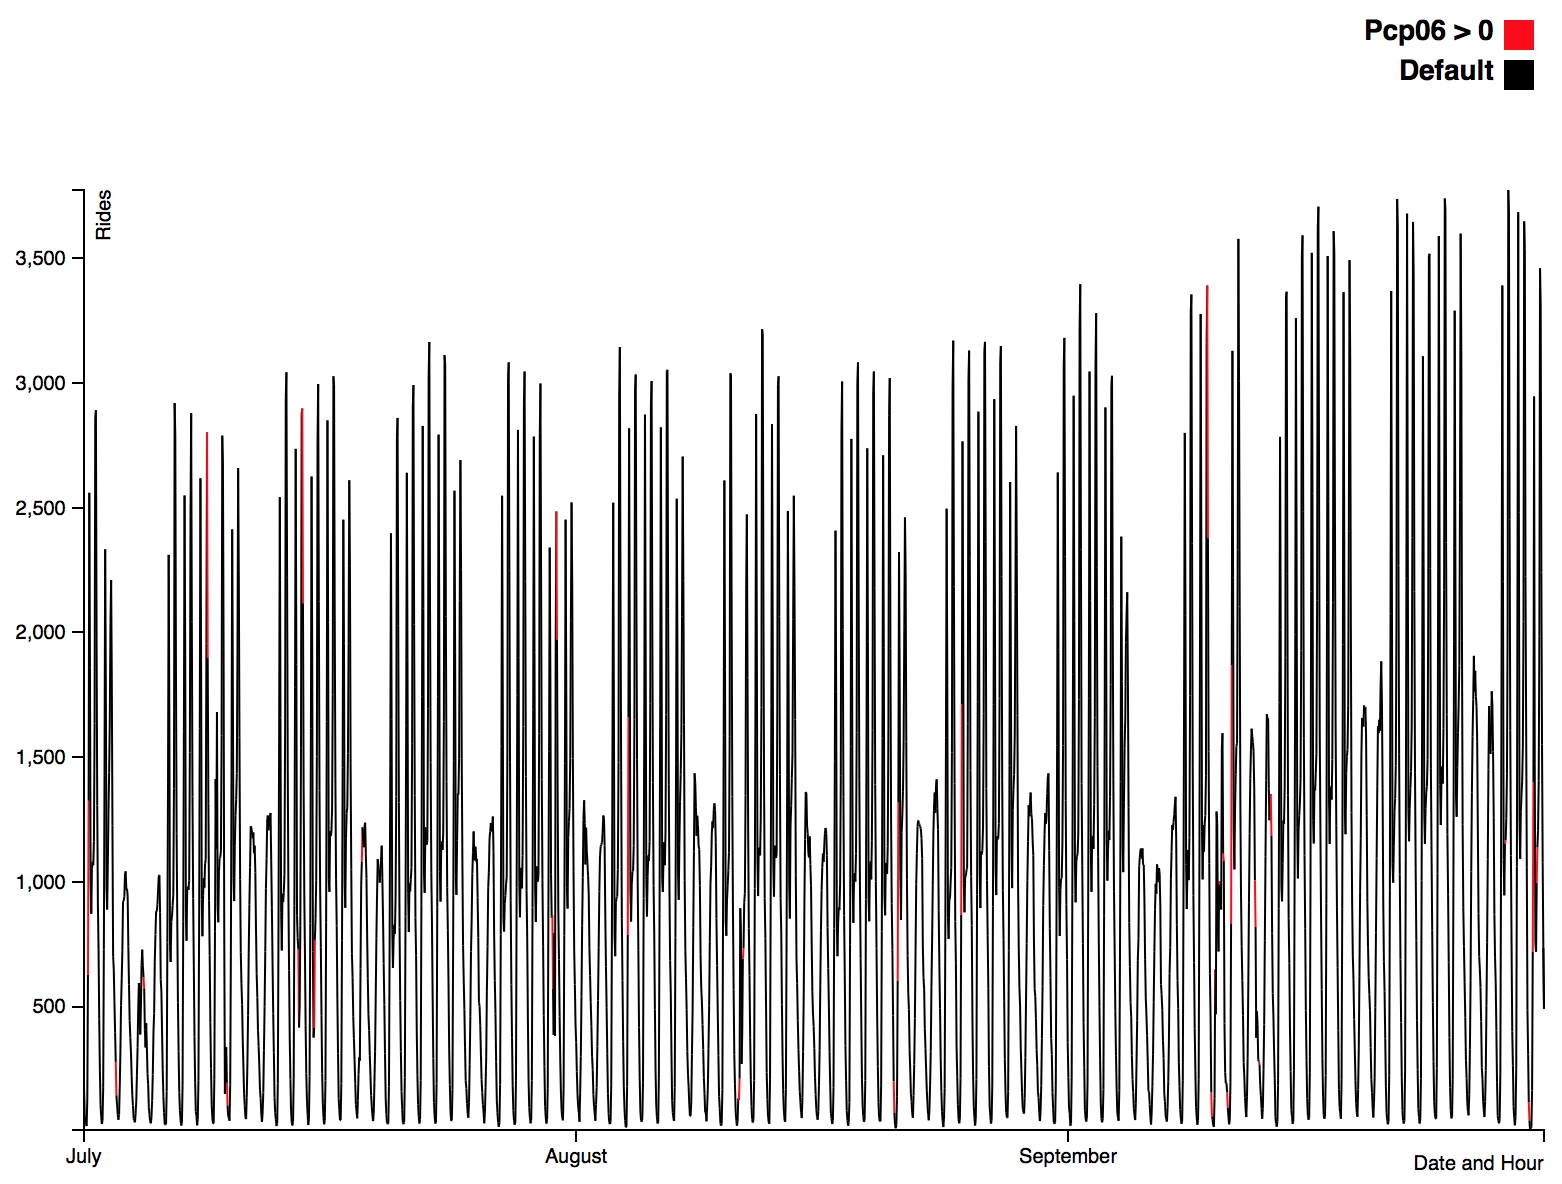 Pcp06 > 0
Default
Rides
3,500
3,000
2,500
2,000
1,500
1,000
500
July
August
September
Date and Hour